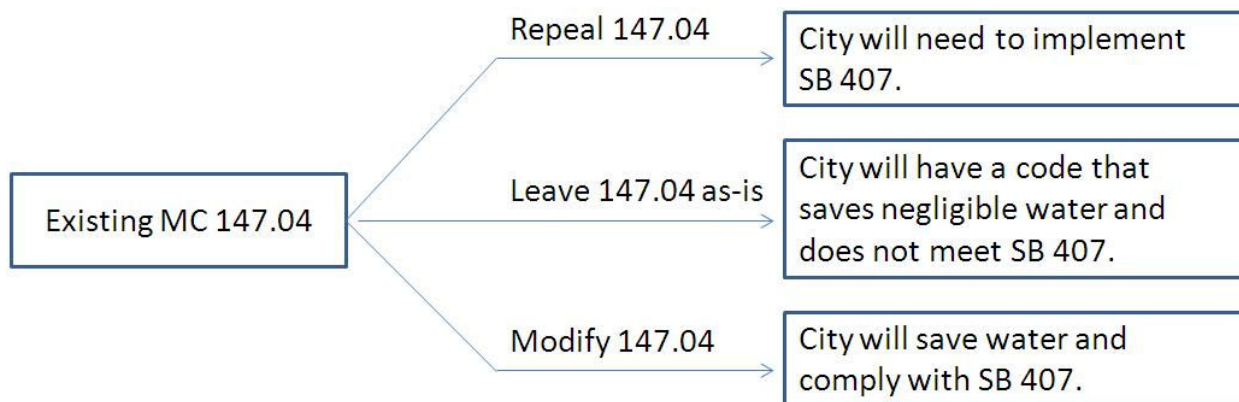 Existing MC 147.04
Repeal 147.04
City will need to implement
SB 407.
Leave 147.04 as-is
City will have a code that
saves negligible water and
does not meet SB 407.
Modify 147.04
City will save water and
comply with SB 407.